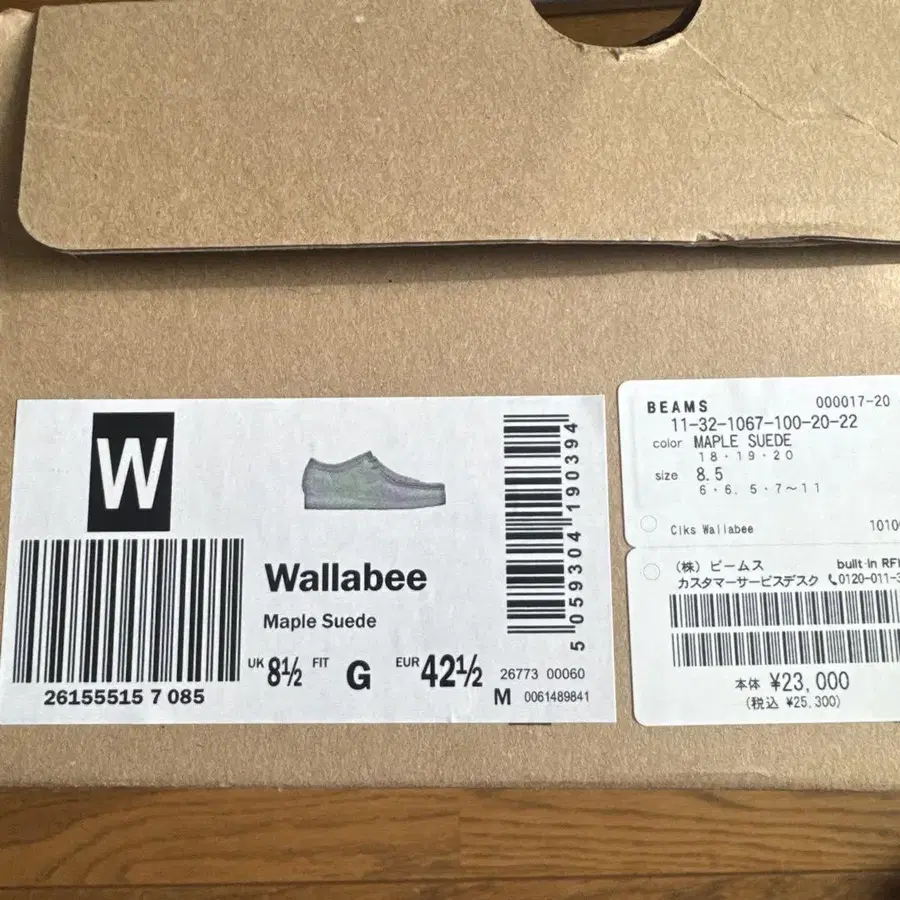 W
26155515 7 085
Wallabee
Maple Suede
UK 8½ FIT G EUR 42½
5 059304 190394
26773 00060
M 0061489841
BEAMS 000017-20
11-32-1067-100-20-22
color MAPLE SUEDE
18・19・20
size 8.5
6・6.5・7~11
Clks Wallabee
(株)ビームス built-in
カスタマーサービスデスク 0120-011-
本体 ¥23,000
(税込 ¥25,300)